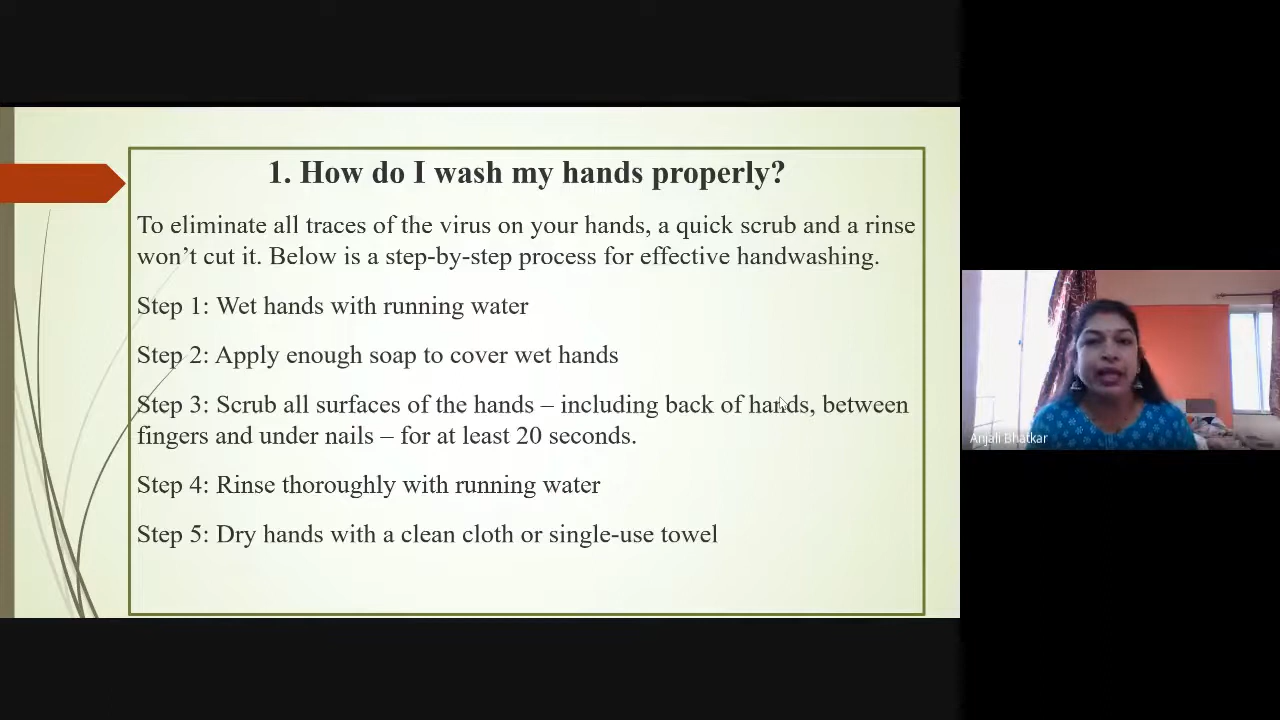 1. How do I wash my hands properly?
To eliminate all traces of the virus on your hands, a quick scrub and a rinse
won’t cut it. Below is a step-by-step process for effective handwashing.
Step 1: Wet hands with running water
Step 2: Apply enough soap to cover wet hands
Step 3: Scrub all surfaces of the hands – including back of hands, between
fingers and under nails – for at least 20 seconds.
Step 4: Rinse thoroughly with running water
Step 5: Dry hands with a clean cloth or single-use towel
Anjali Bhatkar